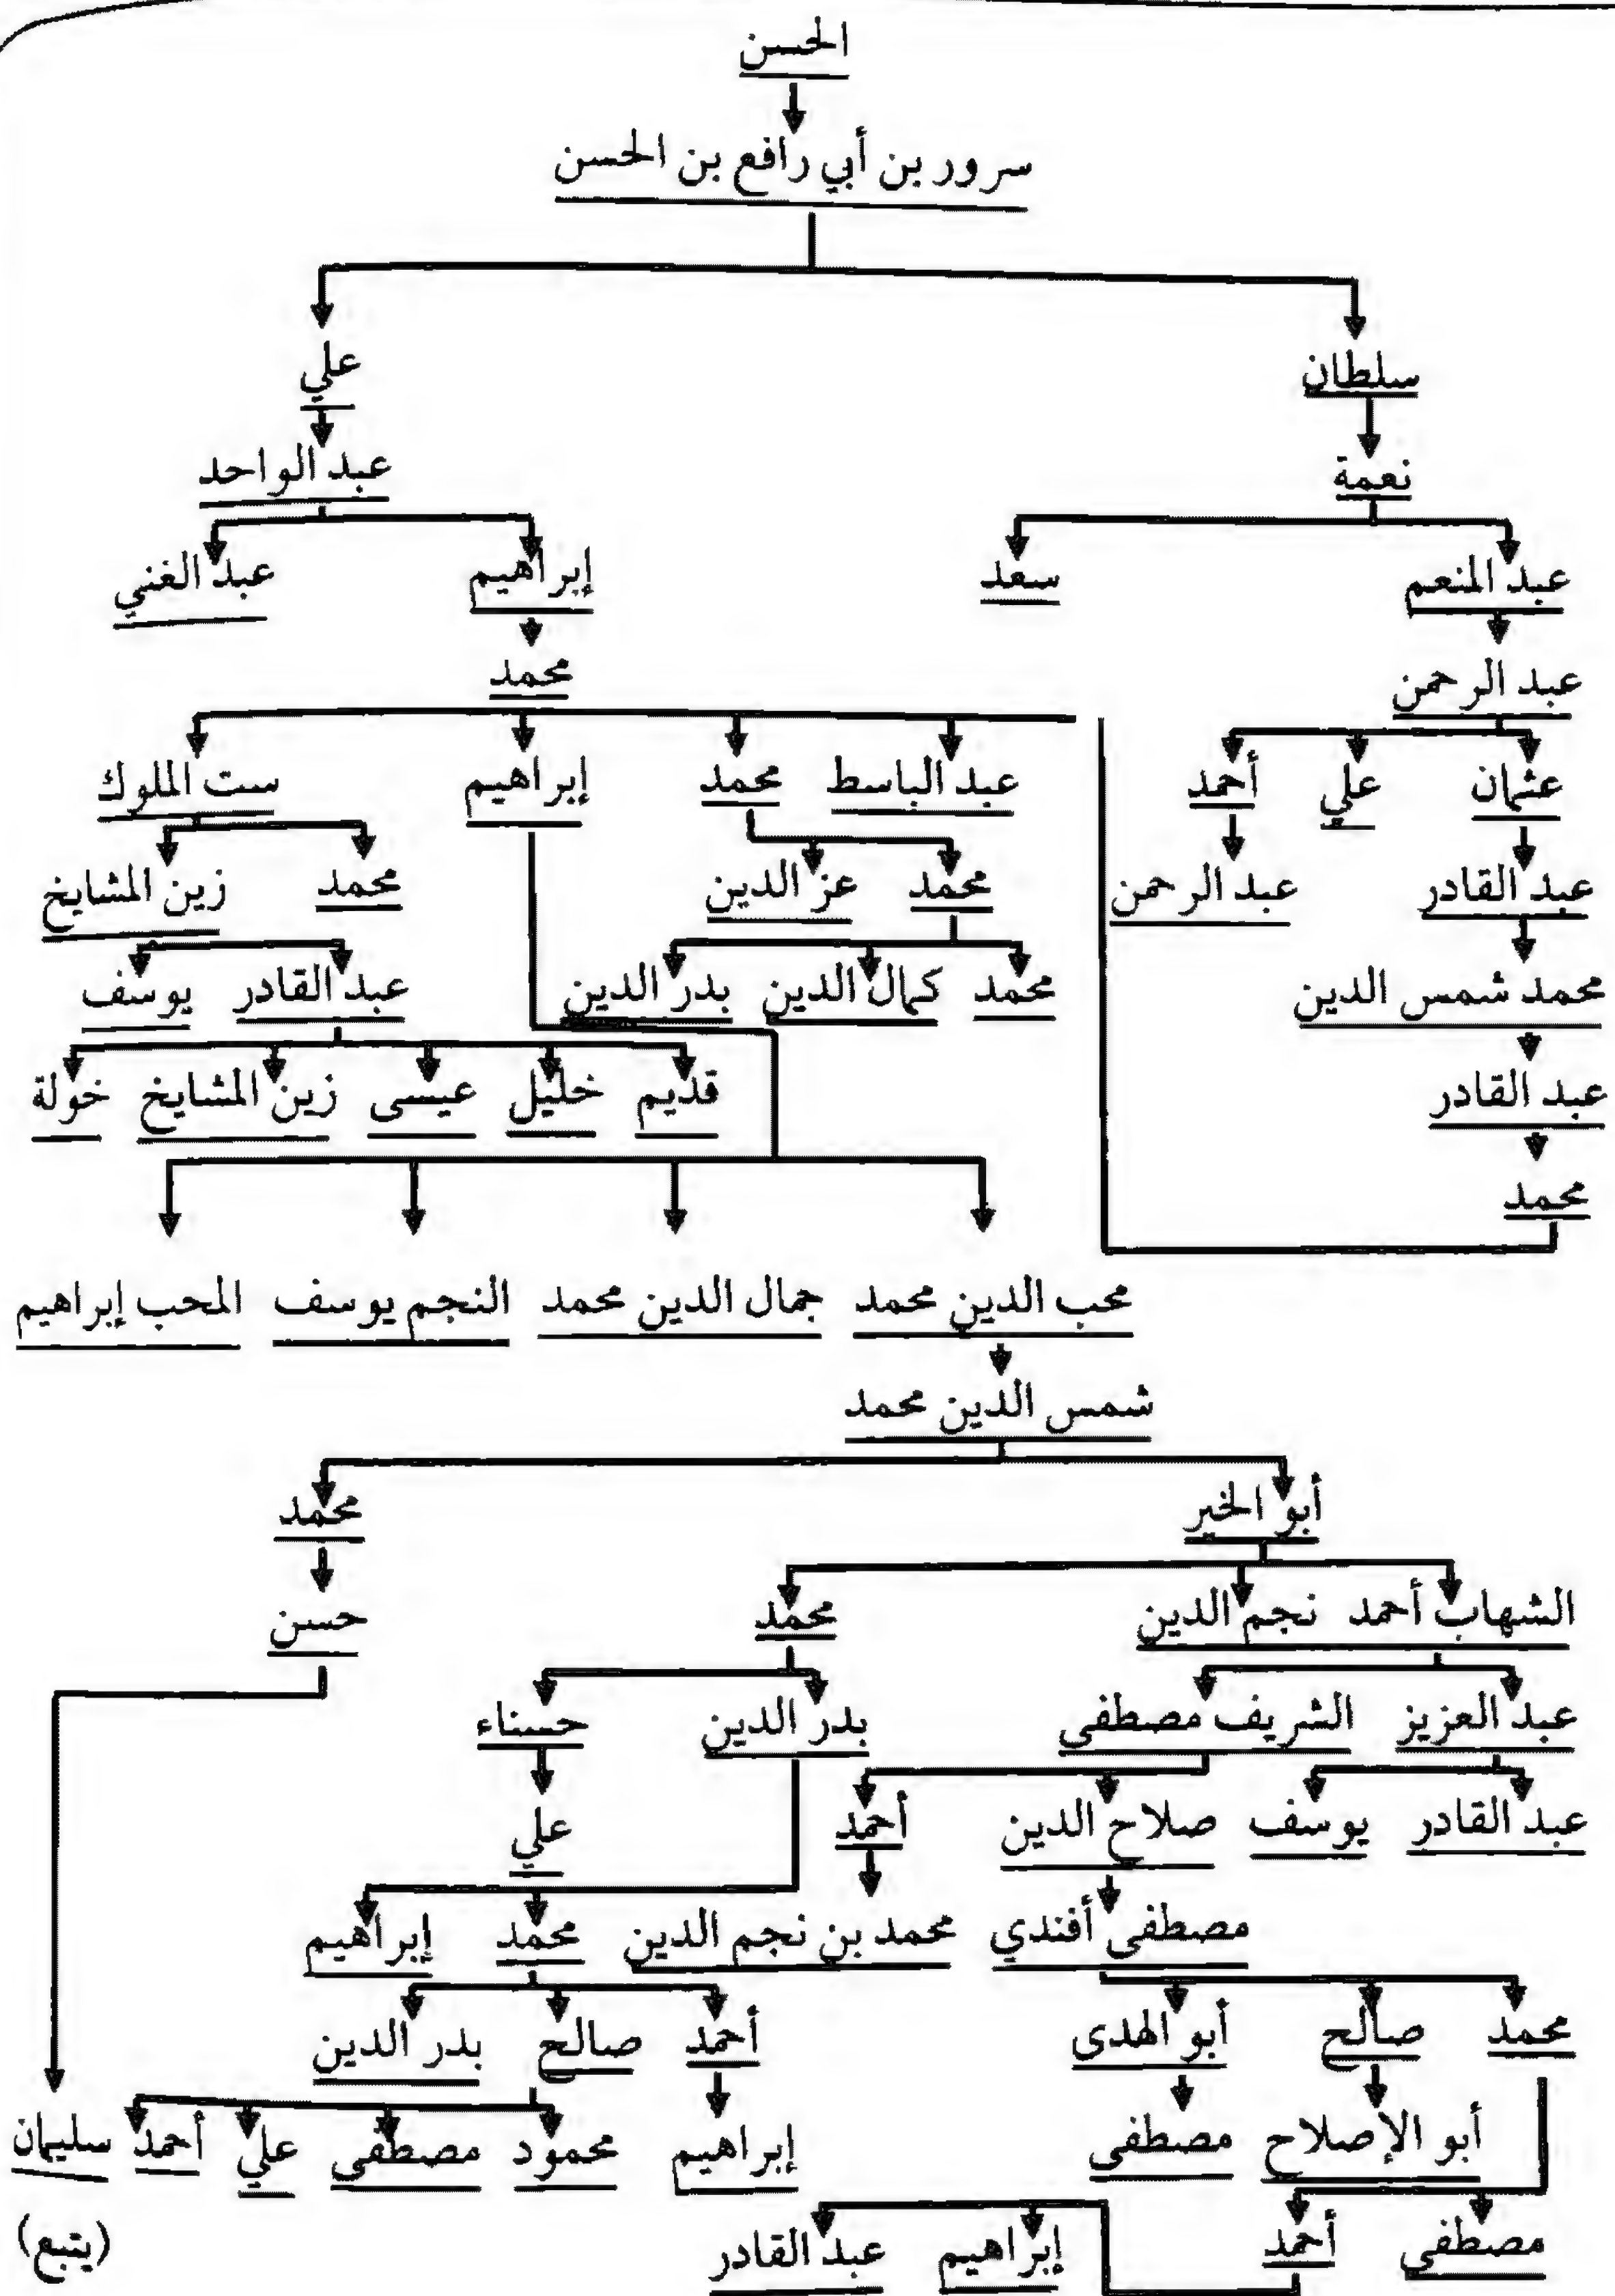 الحسن
سرور بن أبي رافع بن الحسن
سلطان علي
نعمة عبد الواحد
عبد المنعم سعد إبراهيم عبد الغني
عبد الرحمن محمد
عثمان علي أحمد عبد الباسط محمد إبراهيم ست الملوك
عبد القادر عبد الرحمن محمد عز الدين محمد زين المشايخ
محمد شمس الدين محمد كمال الدين بدر الدين عبد القادر يوسف
عبد القادر قديم خليل عيسى زين المشايخ خولة
محمد
محب الدين محمد جمال الدين محمد النجم يوسف المحب إبراهيم
شمس الدين محمد
أبو الخير محمد
الشهاب أحمد نجم الدين محمد حسن
عبد العزيز الشريف مصطفى بدر الدين حسناء
عبد القادر يوسف صلاح الدين أحمد علي
مصطفى أفندي محمد بن نجم الدين محمد إبراهيم
محمد صالح أبو الهدى أحمد صالح بدر الدين
أبو الإصلاح مصطفى إبراهيم محمود مصطفى علي أحمد سليمان
مصطفى أحمد إبراهيم عبد القادر (يتبع)